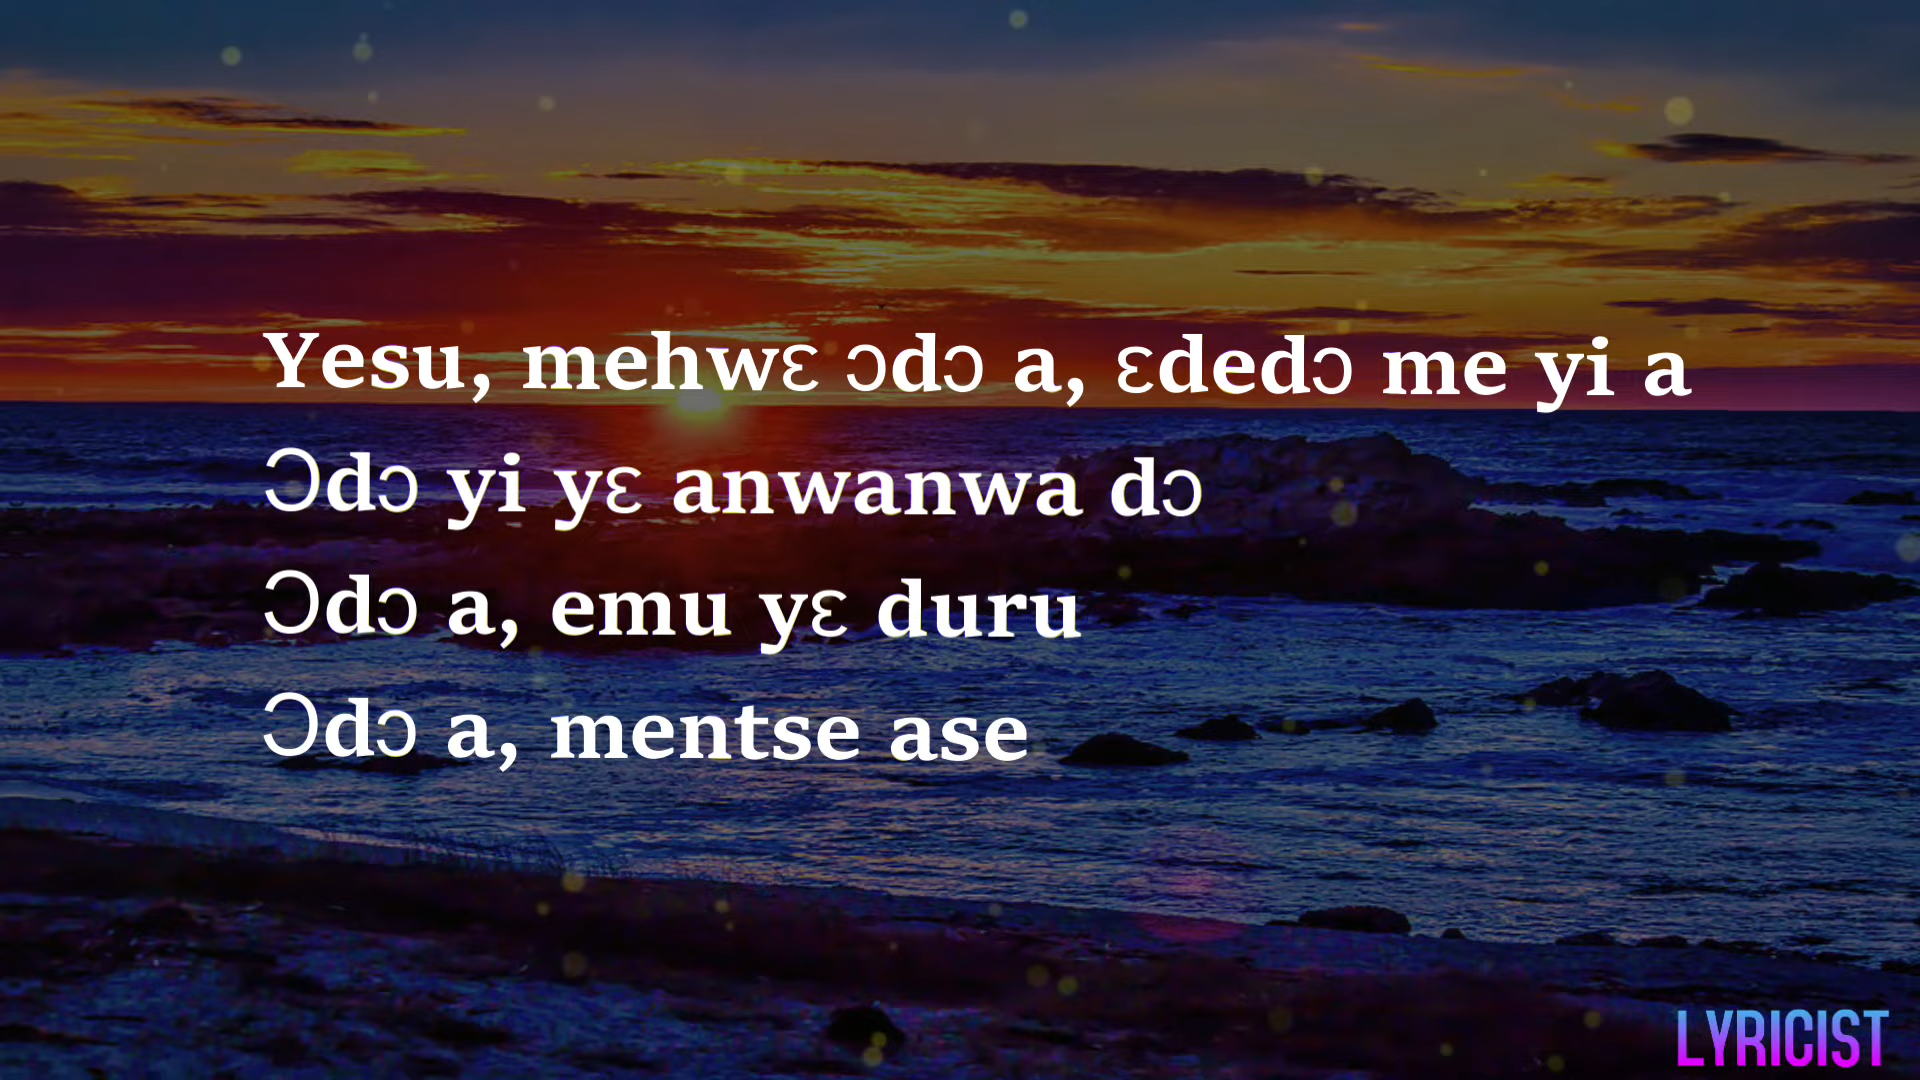 Yesu, mehwɛ ɔdɔ a, ɛdedɔ me yi a
Ɔdɔ yi yɛ anwanwa dɔ
Ɔdɔ a, emu yɛ duru
Ɔdɔ a, mentse ase
LYRICIST